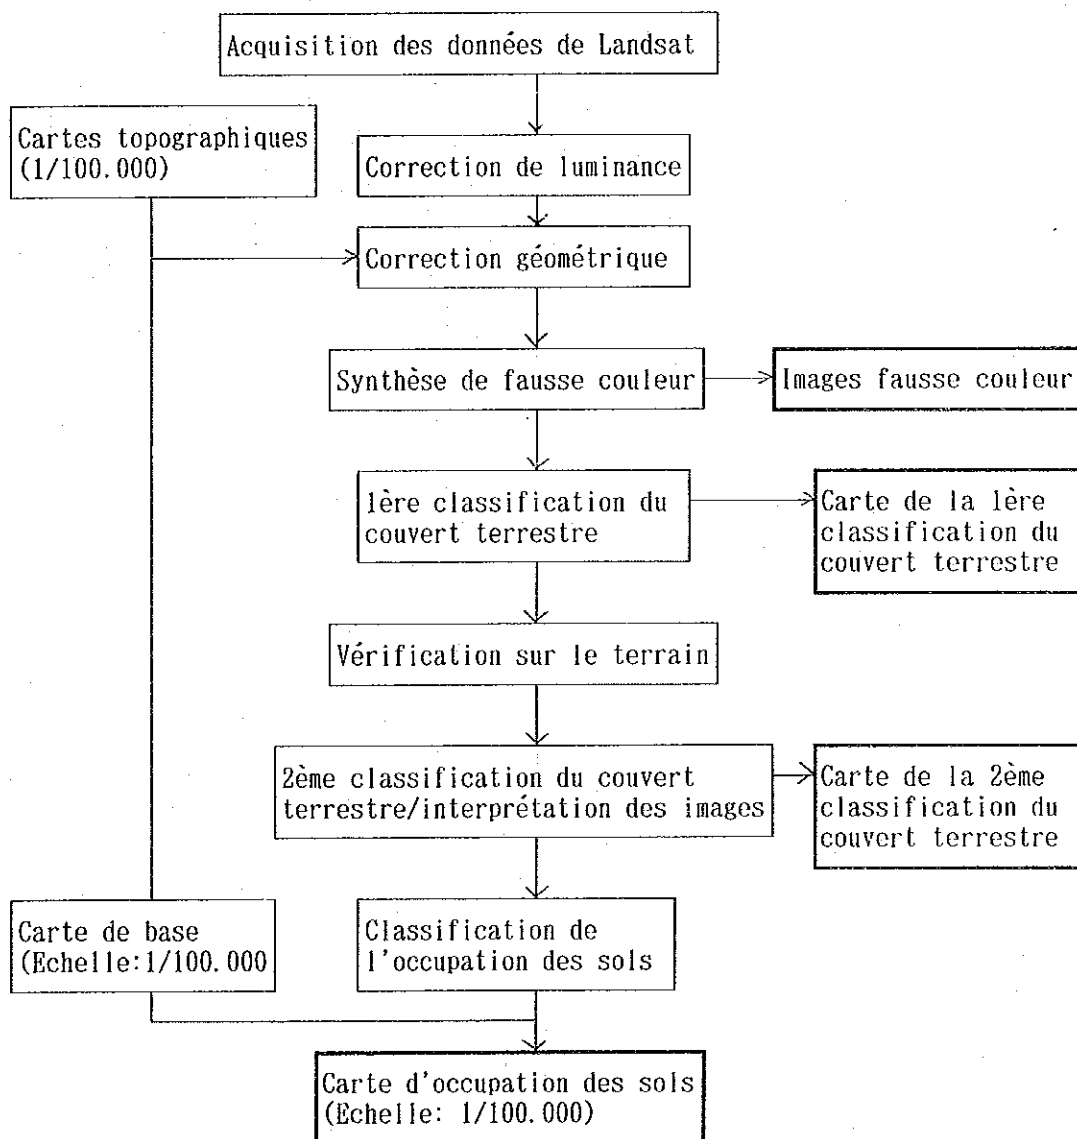 Acquisition des données de Landsat
Cartes topographiques
(1/100.000)
Correction de luminance
Correction géométrique
Synthèse de fausse couleur
Images fausse couleur
1ère classification du
couvert terrestre
Carte de la 1ère
classification du
couvert terrestre
Vérification sur le terrain
2ème classification du couvert
terrestre/interprétation des images
Carte de la 2ème
classification du
couvert terrestre
Carte de base
(Echelle:1/100.000
Classification de
l'occupation des sols
Carte d'occupation des sols
(Echelle: 1/100.000)